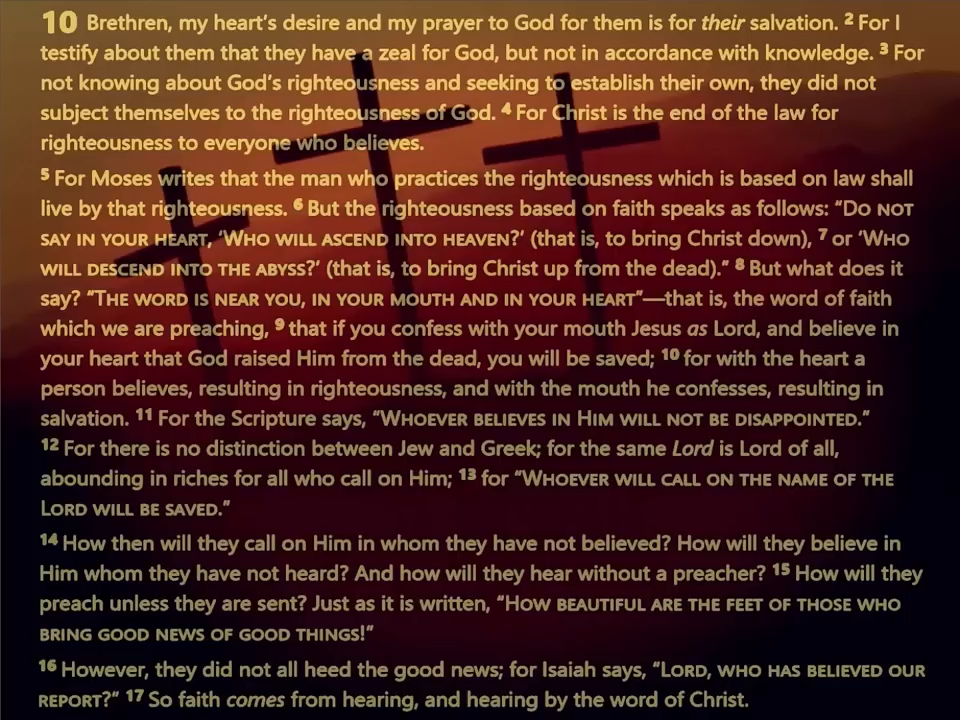 10 Brethren, my heart’s desire and my prayer to God for them is for their salvation. 2 For I
testify about them that they have a zeal for God, but not in accordance with knowledge. 3 For
not knowing about God’s righteousness and seeking to establish their own, they did not
subject themselves to the righteousness of God. 4 For Christ is the end of the law for
righteousness to everyone who believes.
5 For Moses writes that the man who practices the righteousness which is based on law shall
live by that righteousness. 6 But the righteousness based on faith speaks as follows: “DO NOT
SAY IN YOUR HEART, ‘WHO WILL ASCEND INTO HEAVEN?’ (that is, to bring Christ down), 7 or ‘WHO
WILL DESCEND INTO THE ABYSS?’ (that is, to bring Christ up from the dead).” 8 But what does it
say? “THE WORD IS NEAR YOU, IN YOUR MOUTH AND IN YOUR HEART”—that is, the word of faith
which we are preaching, 9 that if you confess with your mouth Jesus as Lord, and believe in
your heart that God raised Him from the dead, you will be saved; 10 for with the heart a
person believes, resulting in righteousness, and with the mouth he confesses, resulting in
salvation. 11 For the Scripture says, “WHOEVER BELIEVES IN HIM WILL NOT BE DISAPPOINTED.”
12 For there is no distinction between Jew and Greek; for the same Lord is Lord of all,
abounding in riches for all who call on Him; 13 for “WHOEVER WILL CALL ON THE NAME OF THE
LORD WILL BE SAVED.”
14 How then will they call on Him in whom they have not believed? How will they believe in
Him whom they have not heard? And how will they hear without a preacher? 15 How will they
preach unless they are sent? Just as it is written, “HOW BEAUTIFUL ARE THE FEET OF THOSE WHO
BRING GOOD NEWS OF GOOD THINGS!”
16 However, they did not all heed the good news; for Isaiah says, “LORD, WHO HAS BELIEVED OUR
REPORT?” 17 So faith comes from hearing, and hearing by the word of Christ.